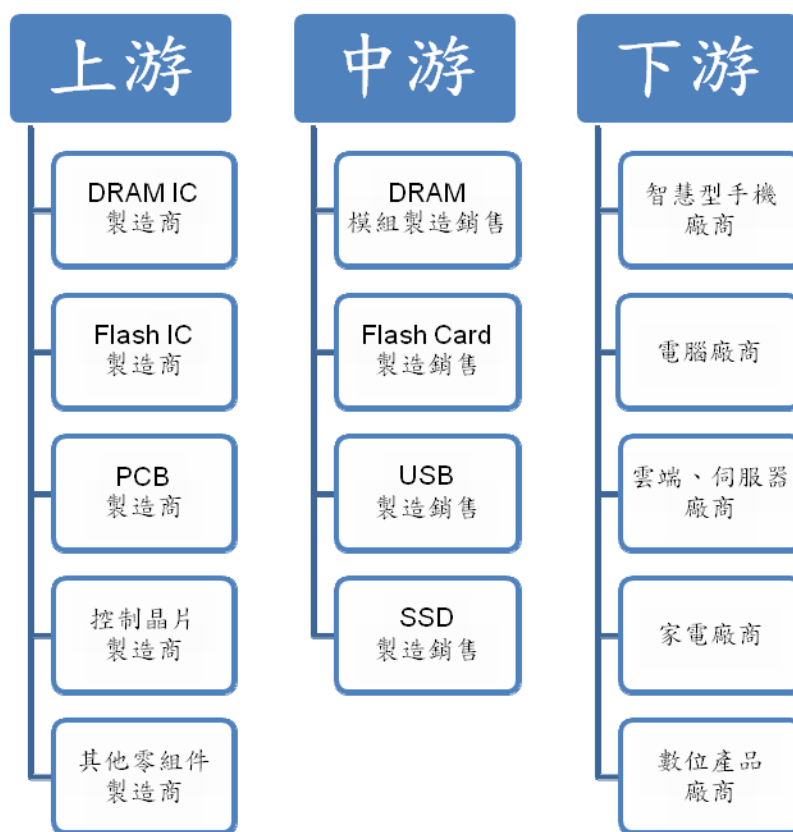 上游
DRAM IC
製造商
Flash IC
製造商
PCB
製造商
控制晶片
製造商
其他零組件
製造商
中游
DRAM
模組製造銷售
Flash Card
製造銷售
USB
製造銷售
SSD
製造銷售
下游
智慧型手機
廠商
電腦廠商
雲端、伺服器
廠商
家電廠商
數位產品
廠商